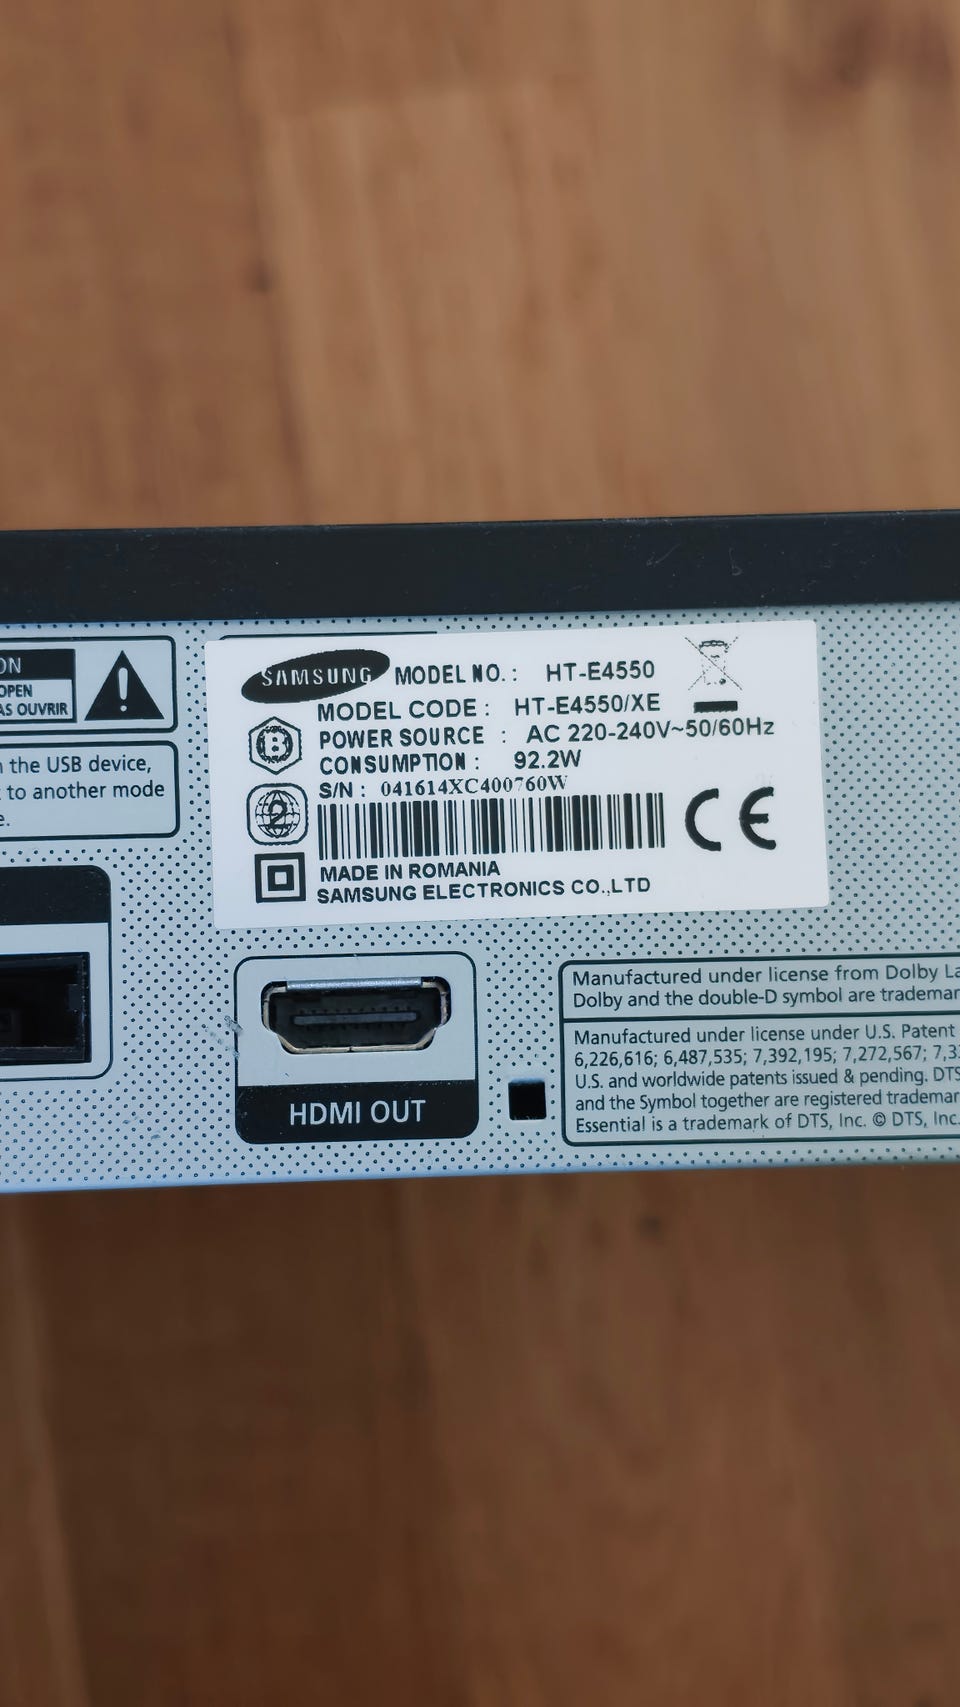 ON
OPEN
AS OUVRIR
the USB device,
to another mode
e.
SAMSUNG MODEL NO. : HT-E4550
MODEL CODE : HT-E4550/XE
POWER SOURCE : AC 220-240V~50/60Hz
CONSUMPTION : 92.2W
S/N : 041614XC400760W
B
2
CE
MADE IN ROMANIA
SAMSUNG ELECTRONICS CO.,LTD
HDMI OUT
Manufactured under license from Dolby La
Dolby and the double-D symbol are trademar
Manufactured under license under U.S. Patent
6,226,616; 6,487,535; 7,392,195; 7,272,567; 7,3
U.S. and worldwide patents issued & pending. DTS
and the Symbol together are registered trademar
Essential is a trademark of DTS, Inc. © DTS, Inc.